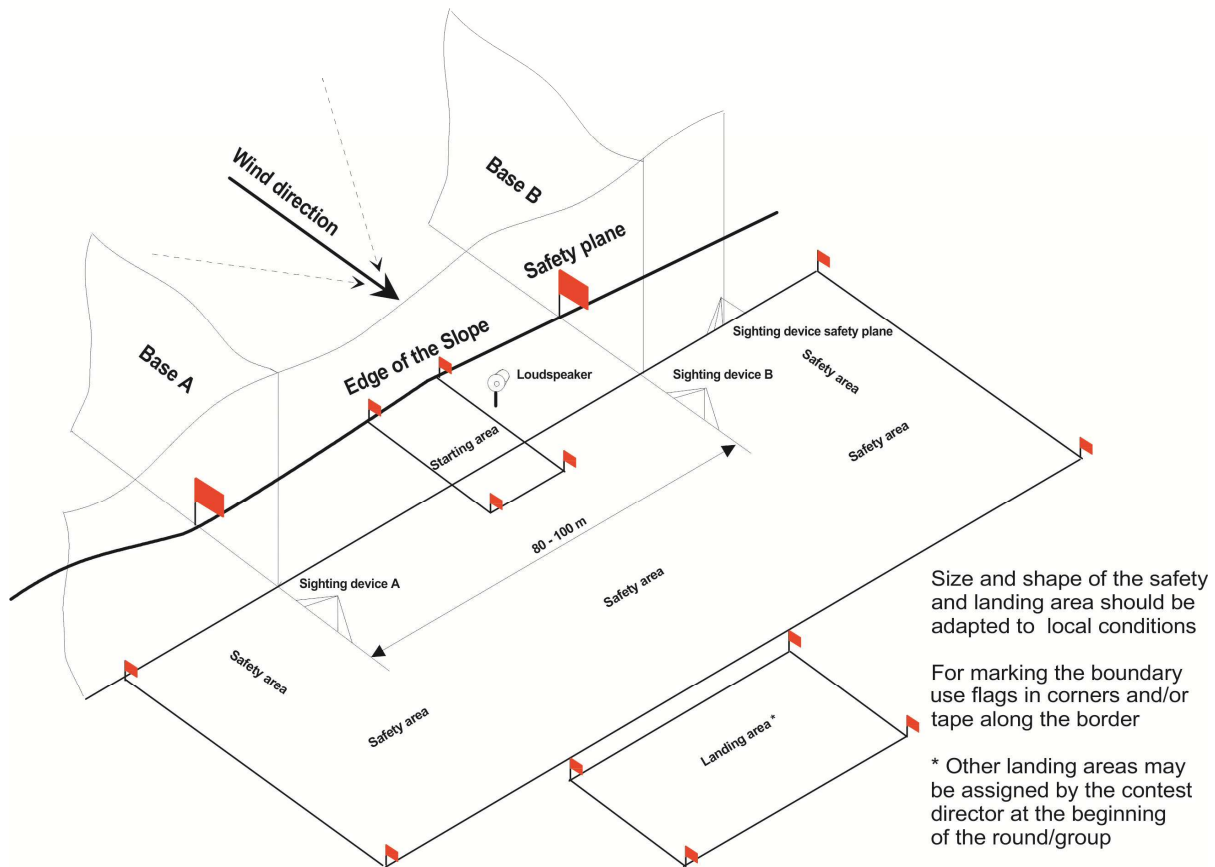 Base B
Wind direction
Safety plane
Base A
Edge of the Slope
Loudspeaker
Sighting device safety plane
Safety area
Sighting device B
Safety area
Starting area
80 - 100 m
Sighting device A
Safety area
Safety area
Safety area
Landing area *
Size and shape of the safety
and landing area should be
adapted to local conditions
For marking the boundary
use flags in corners and/or
tape along the border
* Other landing areas may
be assigned by the contest
director at the beginning
of the round/group